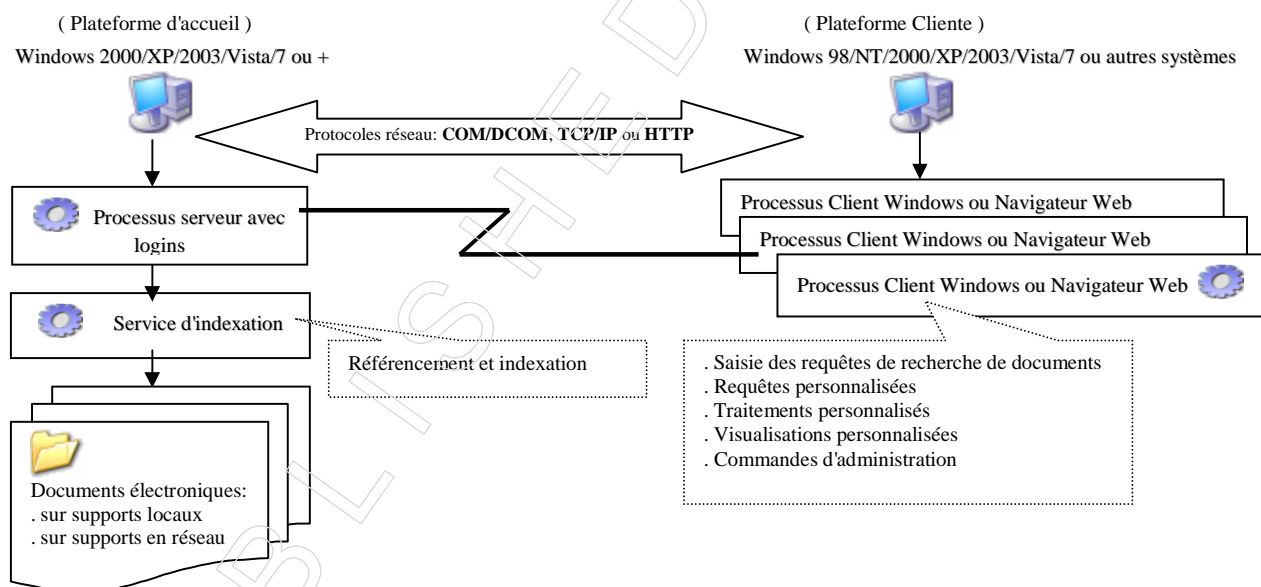 ( Plateforme d'accueil )
Windows 2000/XP/2003/Vista/7 ou +
( Plateforme Cliente )
Windows 98/NT/2000/XP/2003/Vista/7 ou autres systèmes
Protocoles réseau: COM/DCOM, TCP/IP ou HTTP
Processus serveur avec
logins
Service d'indexation
Référencement et indexation
Documents électroniques:
. sur supports locaux
. sur supports en réseau
Processus Client Windows ou Navigateur Web
Processus Client Windows ou Navigateur Web
Processus Client Windows ou Navigateur Web
. Saisie des requêtes de recherche de documents
. Requêtes personnalisées
. Traitements personnalisés
. Visualisations personnalisées
. Commandes d'administration
BLISHED